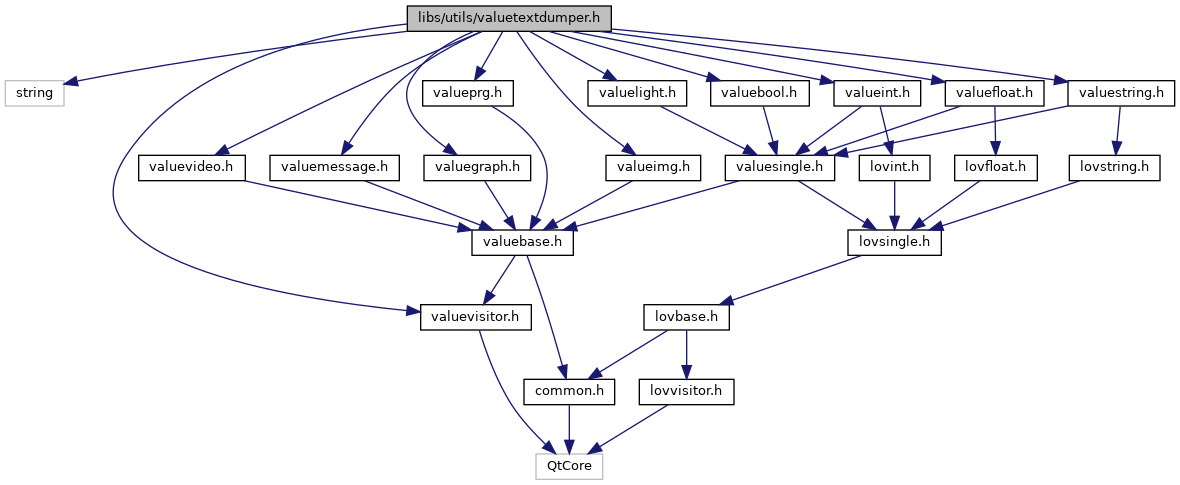 libs/utils/valuetextdumper.h
string
valueprg.h
valuelight.h
valuebool.h
valueint.h
valuefloat.h
valuestring.h
valuevideo.h
valuemessage.h
valuegraph.h
valueimg.h
valuesingle.h
lovint.h
lovfloat.h
lovstring.h
valuebase.h
lovsingle.h
valuevisitor.h
lovbase.h
common.h
lovvisitor.h
QtCore